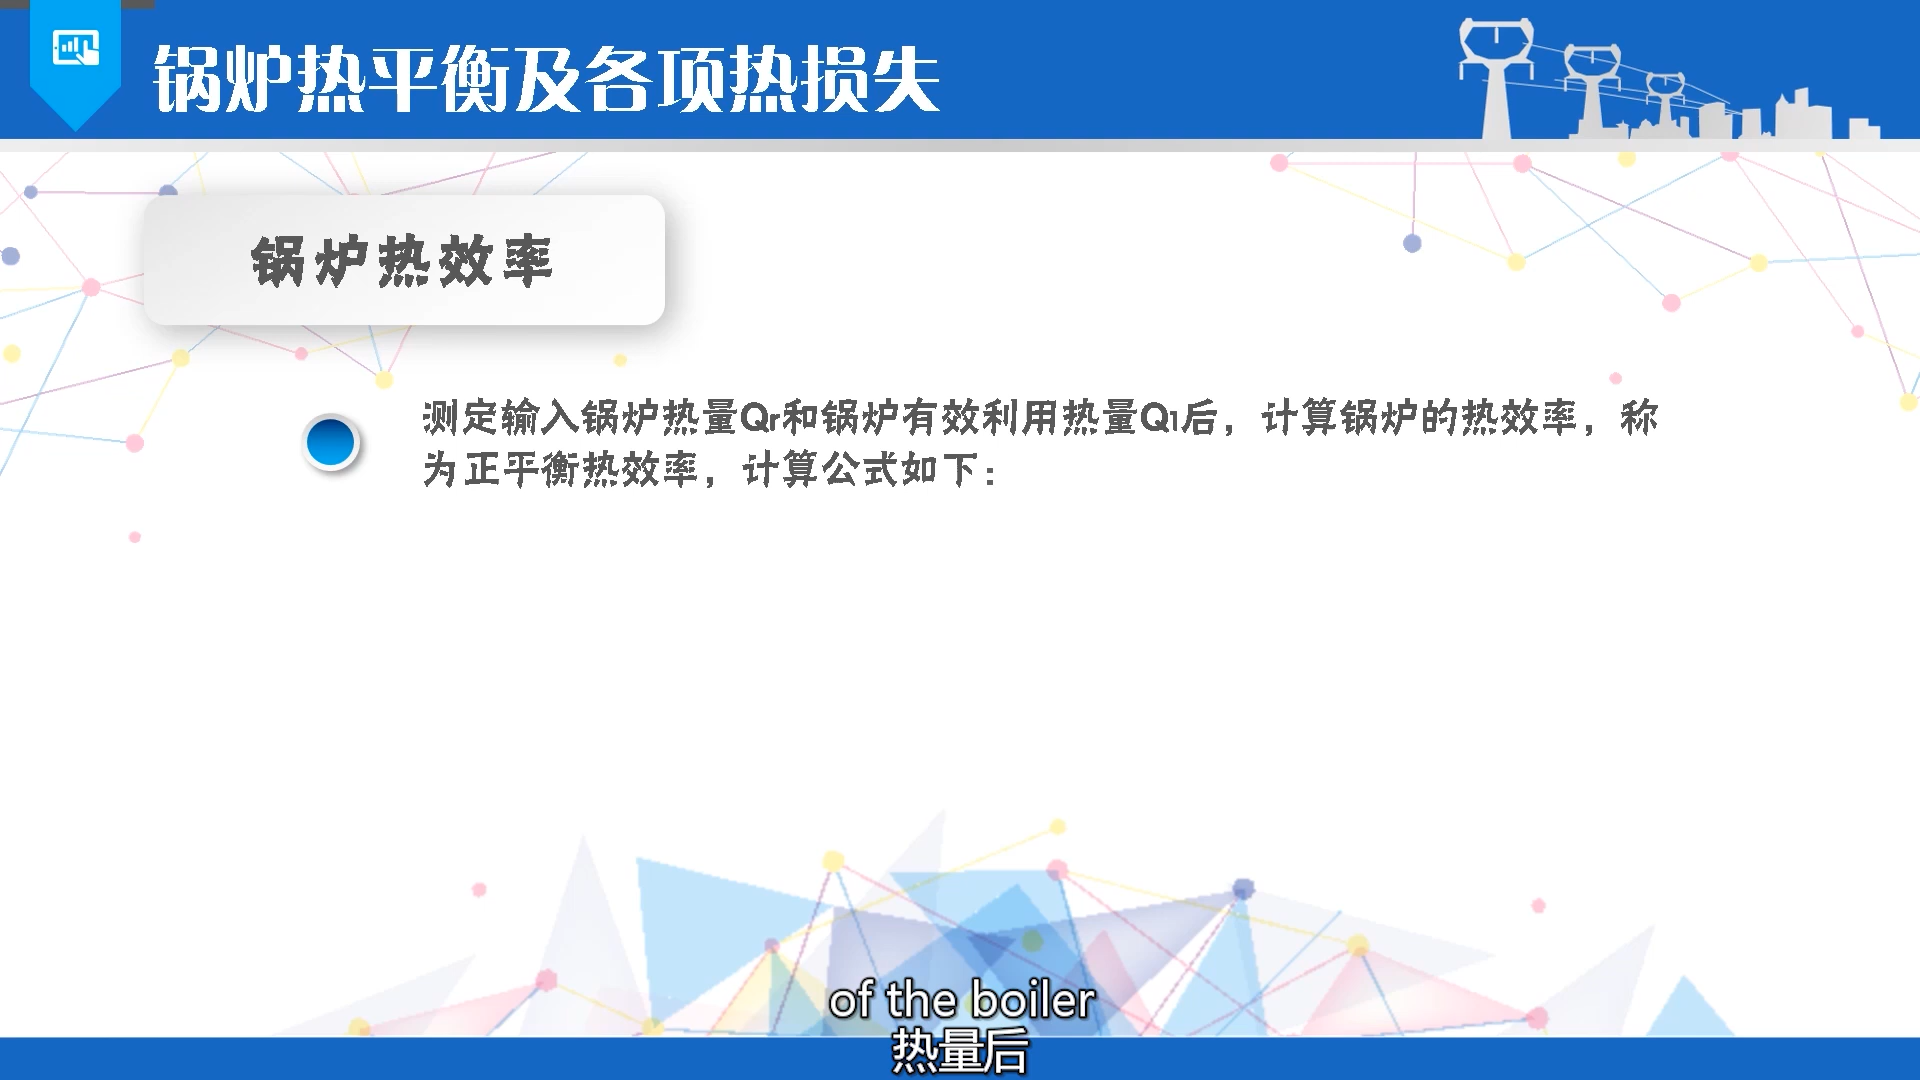 锅炉热平衡及各项热损失
锅炉热效率
测定输入锅炉热量Qr和锅炉有效利用热量Q1后，计算锅炉的热效率，称
为正平衡热效率，计算公式如下：
of the boiler
热量后